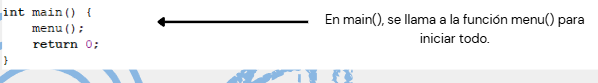 int main() {
    menu();
    return 0;
}
En main(), se llama a la función menu() para
iniciar todo.